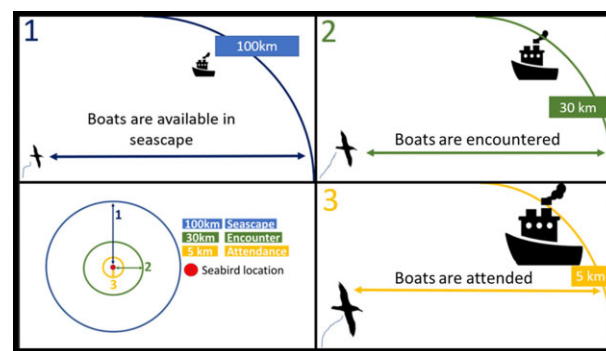 1
100km
Boats are available in
seascape
2
30 km
Boats are encountered
1
2
3
100km Seascape
30km Encounter
5 km Attendance
Seabird location
3
5 km
Boats are attended